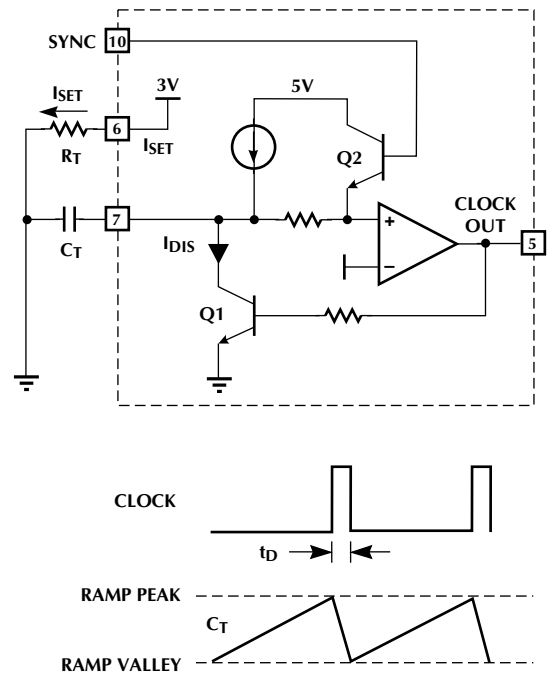 SYNC 10
ISET 3V 5V
6
RT ISET Q2
7
CT IDIS
+
−
CLOCK
OUT
5
Q1
CLOCK
tD
RAMP PEAK
CT
RAMP VALLEY